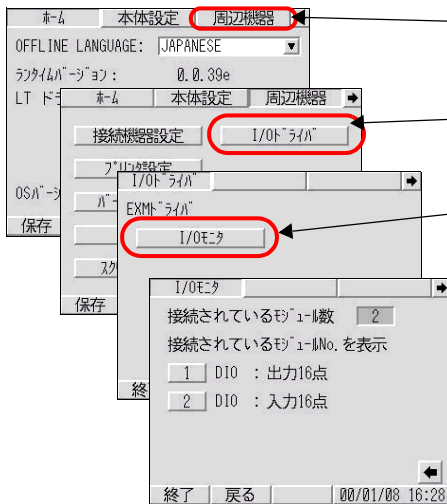 ホーム 本体設定 周辺機器
OFFLINE LANGUAGE: JAPANESE
ランタイムバージョン: 0.0.39e
LT ド
OSバージ
保存
ホーム 本体設定 周辺機器
接続機器設定 I/Oドライバ
プリンタ設定
バー
スクリ
保存
I/Oドライバ
EXMドライバ
I/Oモニタ
終
I/Oモニタ
接続されているモジュール数 2
接続されているモジュールNo.を表示
1 DIO :出力16点
2 DIO :入力16点
終了 戻る 00/01/08 16:28